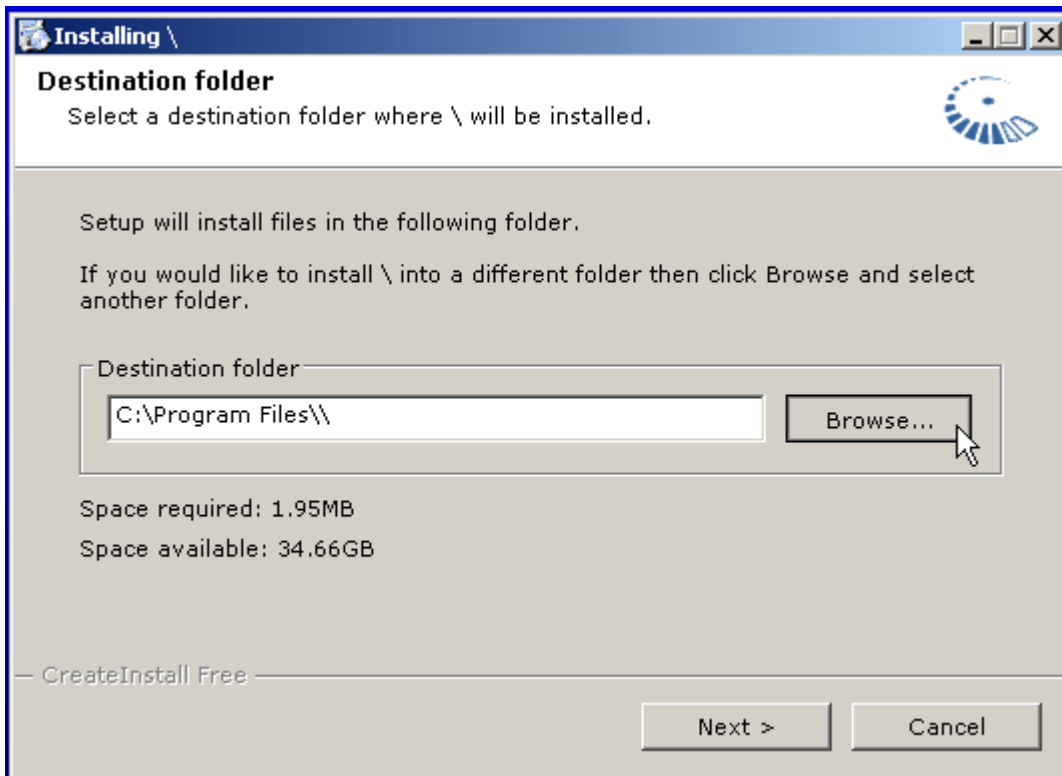 Installing \
Destination folder
Select a destination folder where \ will be installed.
Setup will install files in the following folder.
If you would like to install \ into a different folder then click Browse and select
another folder.
Destination folder
C:\Program Files\\
Browse...
Space required: 1.95MB
Space available: 34.66GB
CreateInstall Free
Next >
Cancel